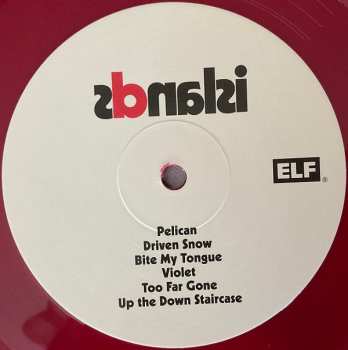 islands
ELF®
Pelican
Driven Snow
Bite My Tongue
Violet
Too Far Gone
Up the Down Staircase